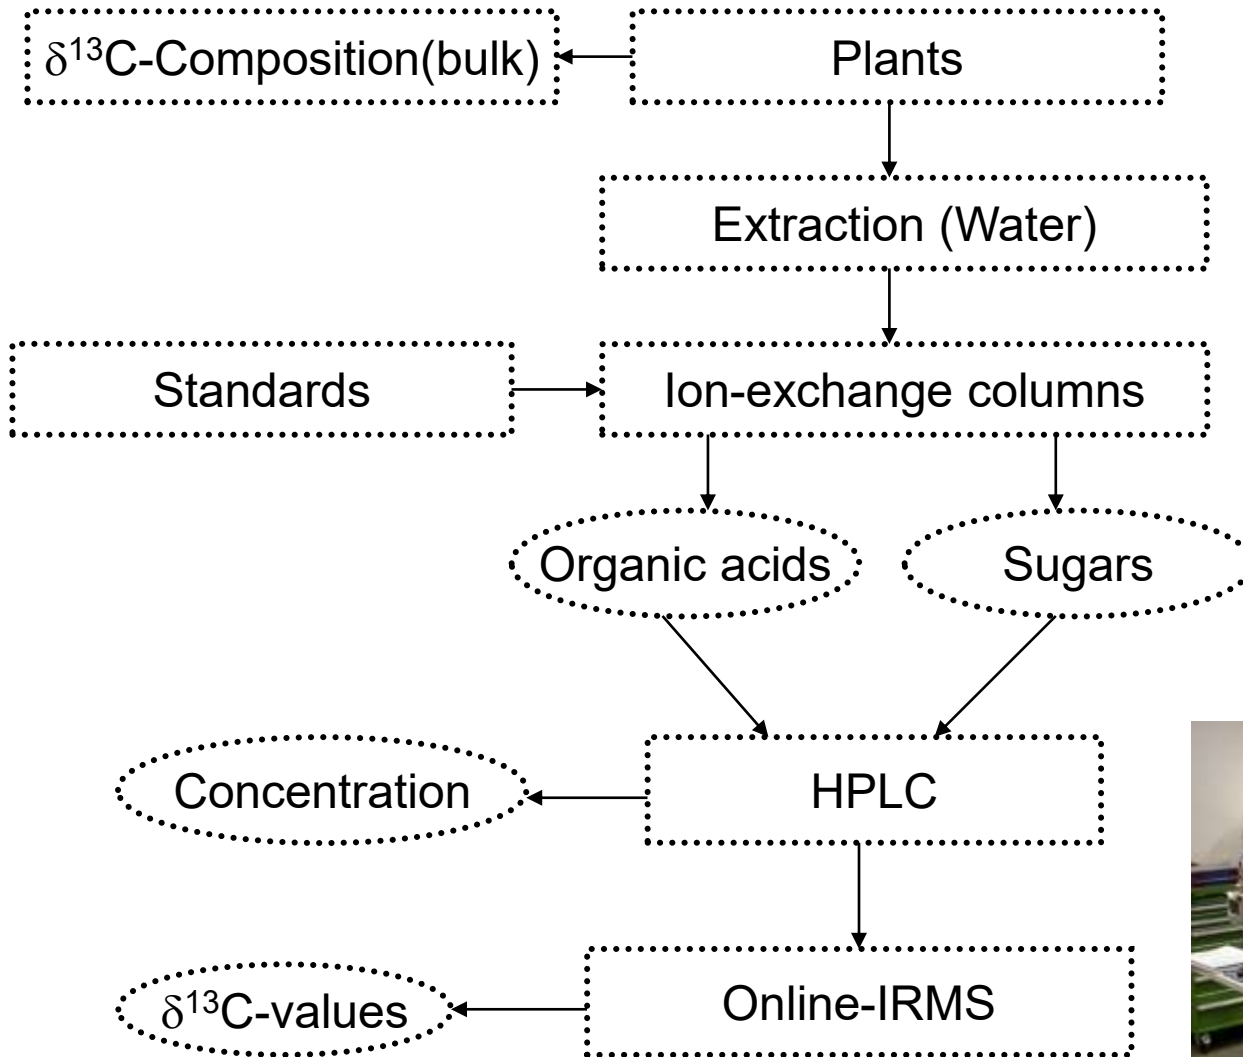 δ¹³C-Composition(bulk)
Plants
Extraction (Water)
Standards
Ion-exchange columns
Organic acids
Sugars
Concentration
HPLC
δ¹³C-values
Online-IRMS